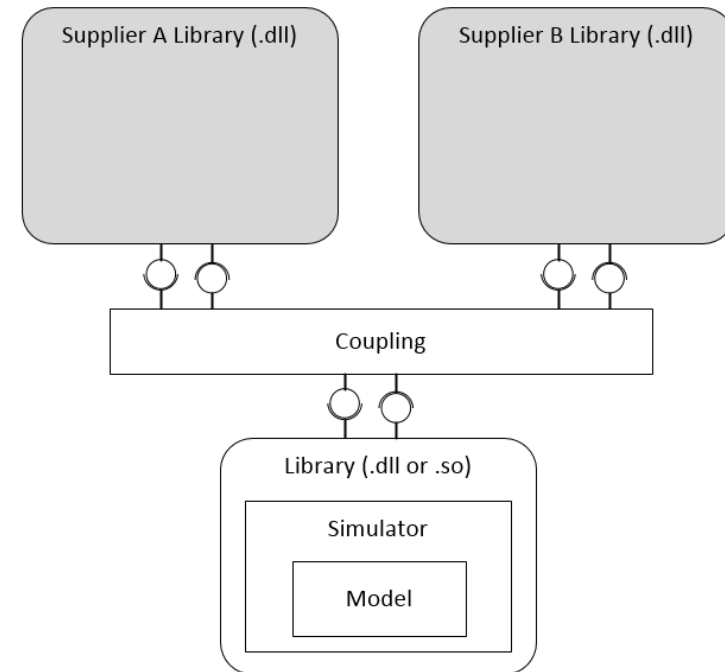 Supplier A Library (.dll)
Supplier B Library (.dll)
Coupling
Library (.dll or .so)
Simulator
Model